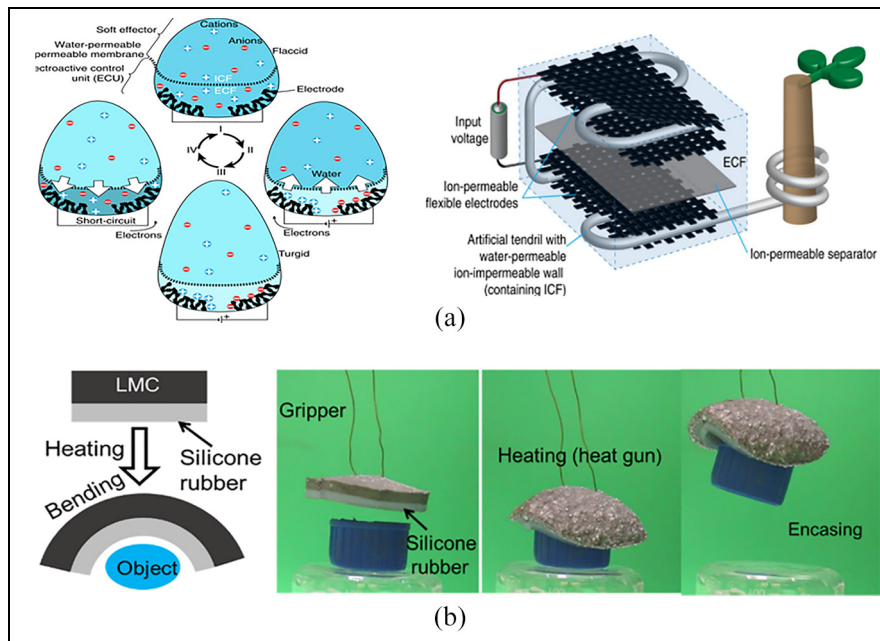 Soft effector
Water-permeable
permeable membrane
ectroactive control
unit (ECU)
Cations
Anions
Flaccid
ICF
ECF
Electrode
I
II
III
IV
Water
Short-circuit
Electrons
Electrons
Turgid
Input
voltage
ECF
Ion-permeable
flexible electrodes
Artificial tendril with
water-permeable
ion-impermeable wall
(containing ICF)
Ion-permeable separator
(a)
LMC
Heating
Silicone
rubber
Bending
Object
Gripper
Silicone
rubber
Heating (heat gun)
Encasing
(b)